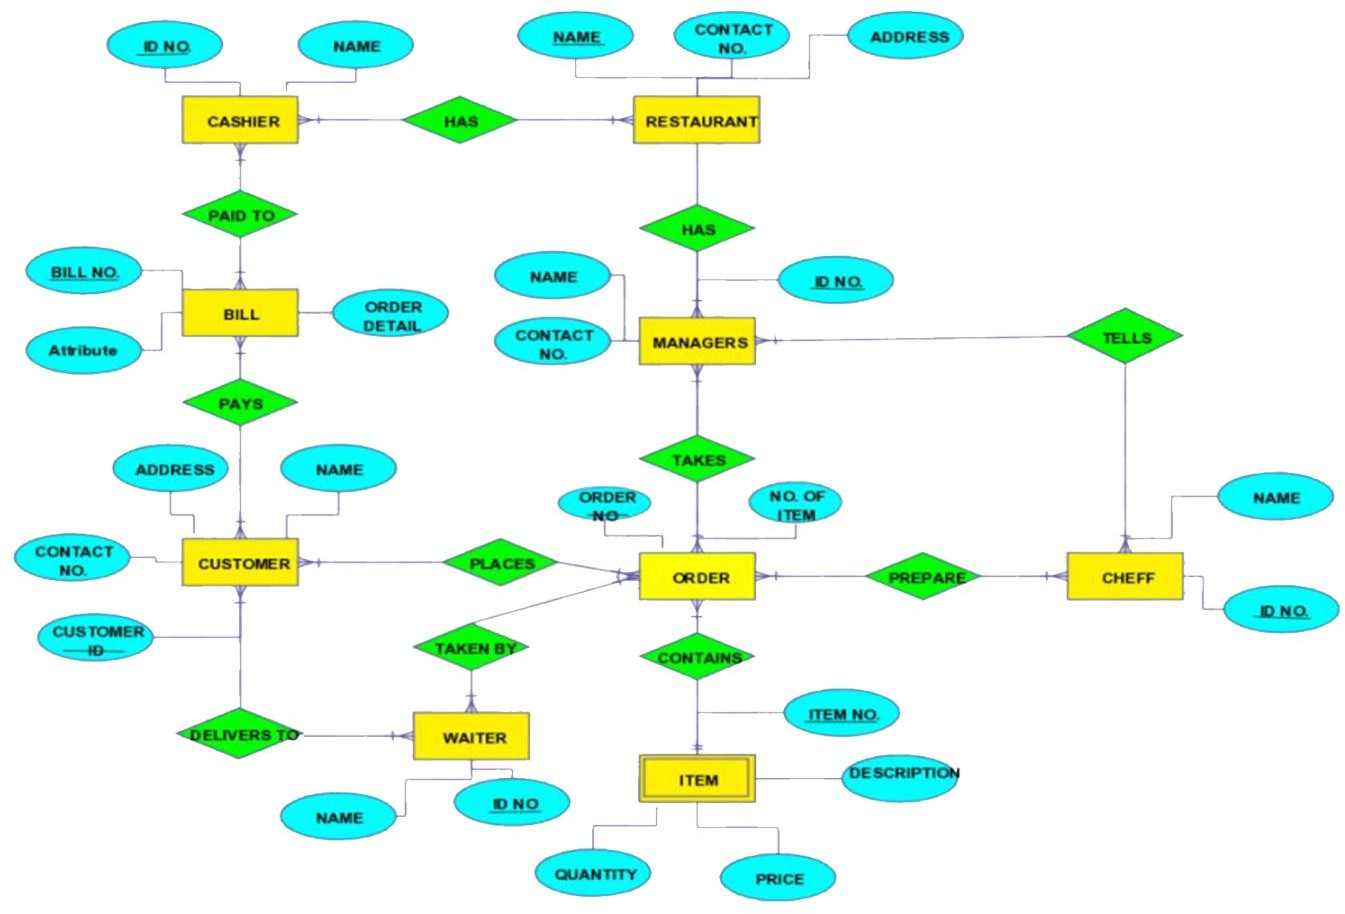 ID NO.
NAME
NAME
CONTACT
NO.
ADDRESS
CASHIER
HAS
RESTAURANT
PAID TO
HAS
BILL NO.
NAME
ID NO.
BILL
ORDER
DETAIL
Attribute
CONTACT
NO.
MANAGERS
TELLS
PAYS
ADDRESS
NAME
TAKES
ORDER
NO
NO. OF
ITEM
NAME
CONTACT
NO.
CUSTOMER
PLACES
ORDER
PREPARE
CHEFF
CUSTOMER
ID
ID NO.
TAKEN BY
CONTAINS
DELIVERS TO
WAITER
ITEM NO.
ITEM
DESCRIPTION
NAME
ID NO
QUANTITY
PRICE